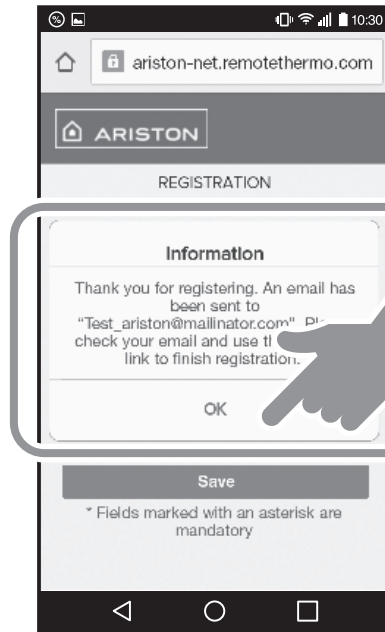 10:30
ariston-net.remotethermo.com
ARISTON
REGISTRATION
Information
Thank you for registering. An email has
been sent to
"Test_ariston@mailinator.com".
check your email and use
link to finish registration.
OK
Save
* Fields marked with an asterisk are
mandatory